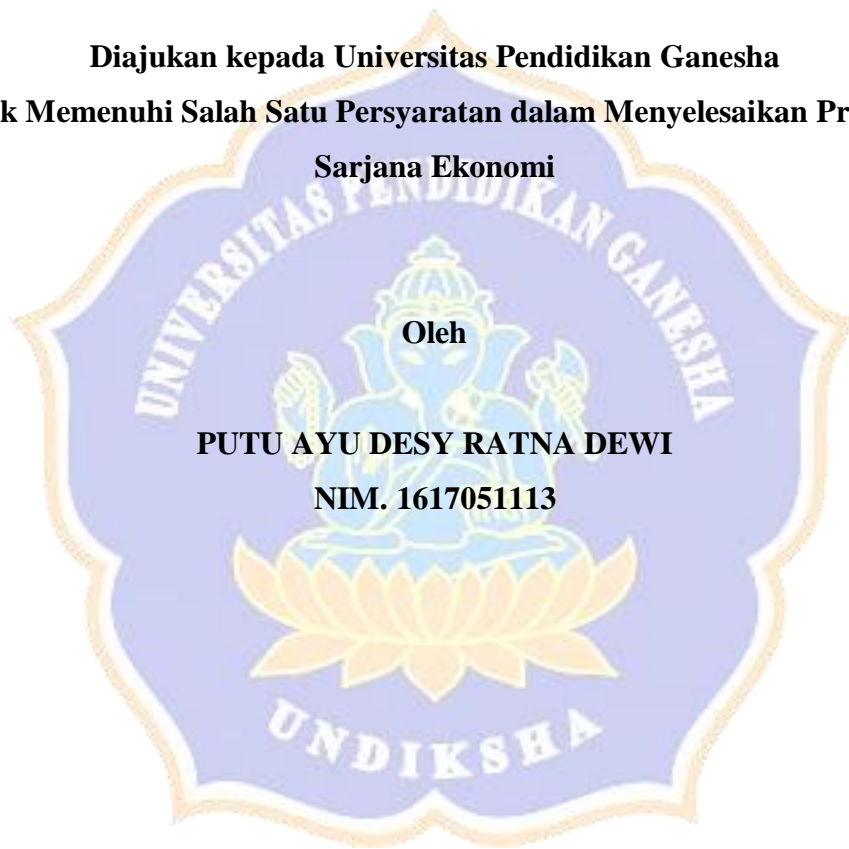 Diajukan kepada Universitas Pendidikan Ganesha
k Memenuhi Salah Satu Persyaratan dalam Menyelesaikan Pr
Sarjana Ekonomi
UNIVERSITAS PENDIDIKAN GANESHA
Oleh
PUTU AYU DESY RATNA DEWI
NIM. 1617051113
UNDIKSHA